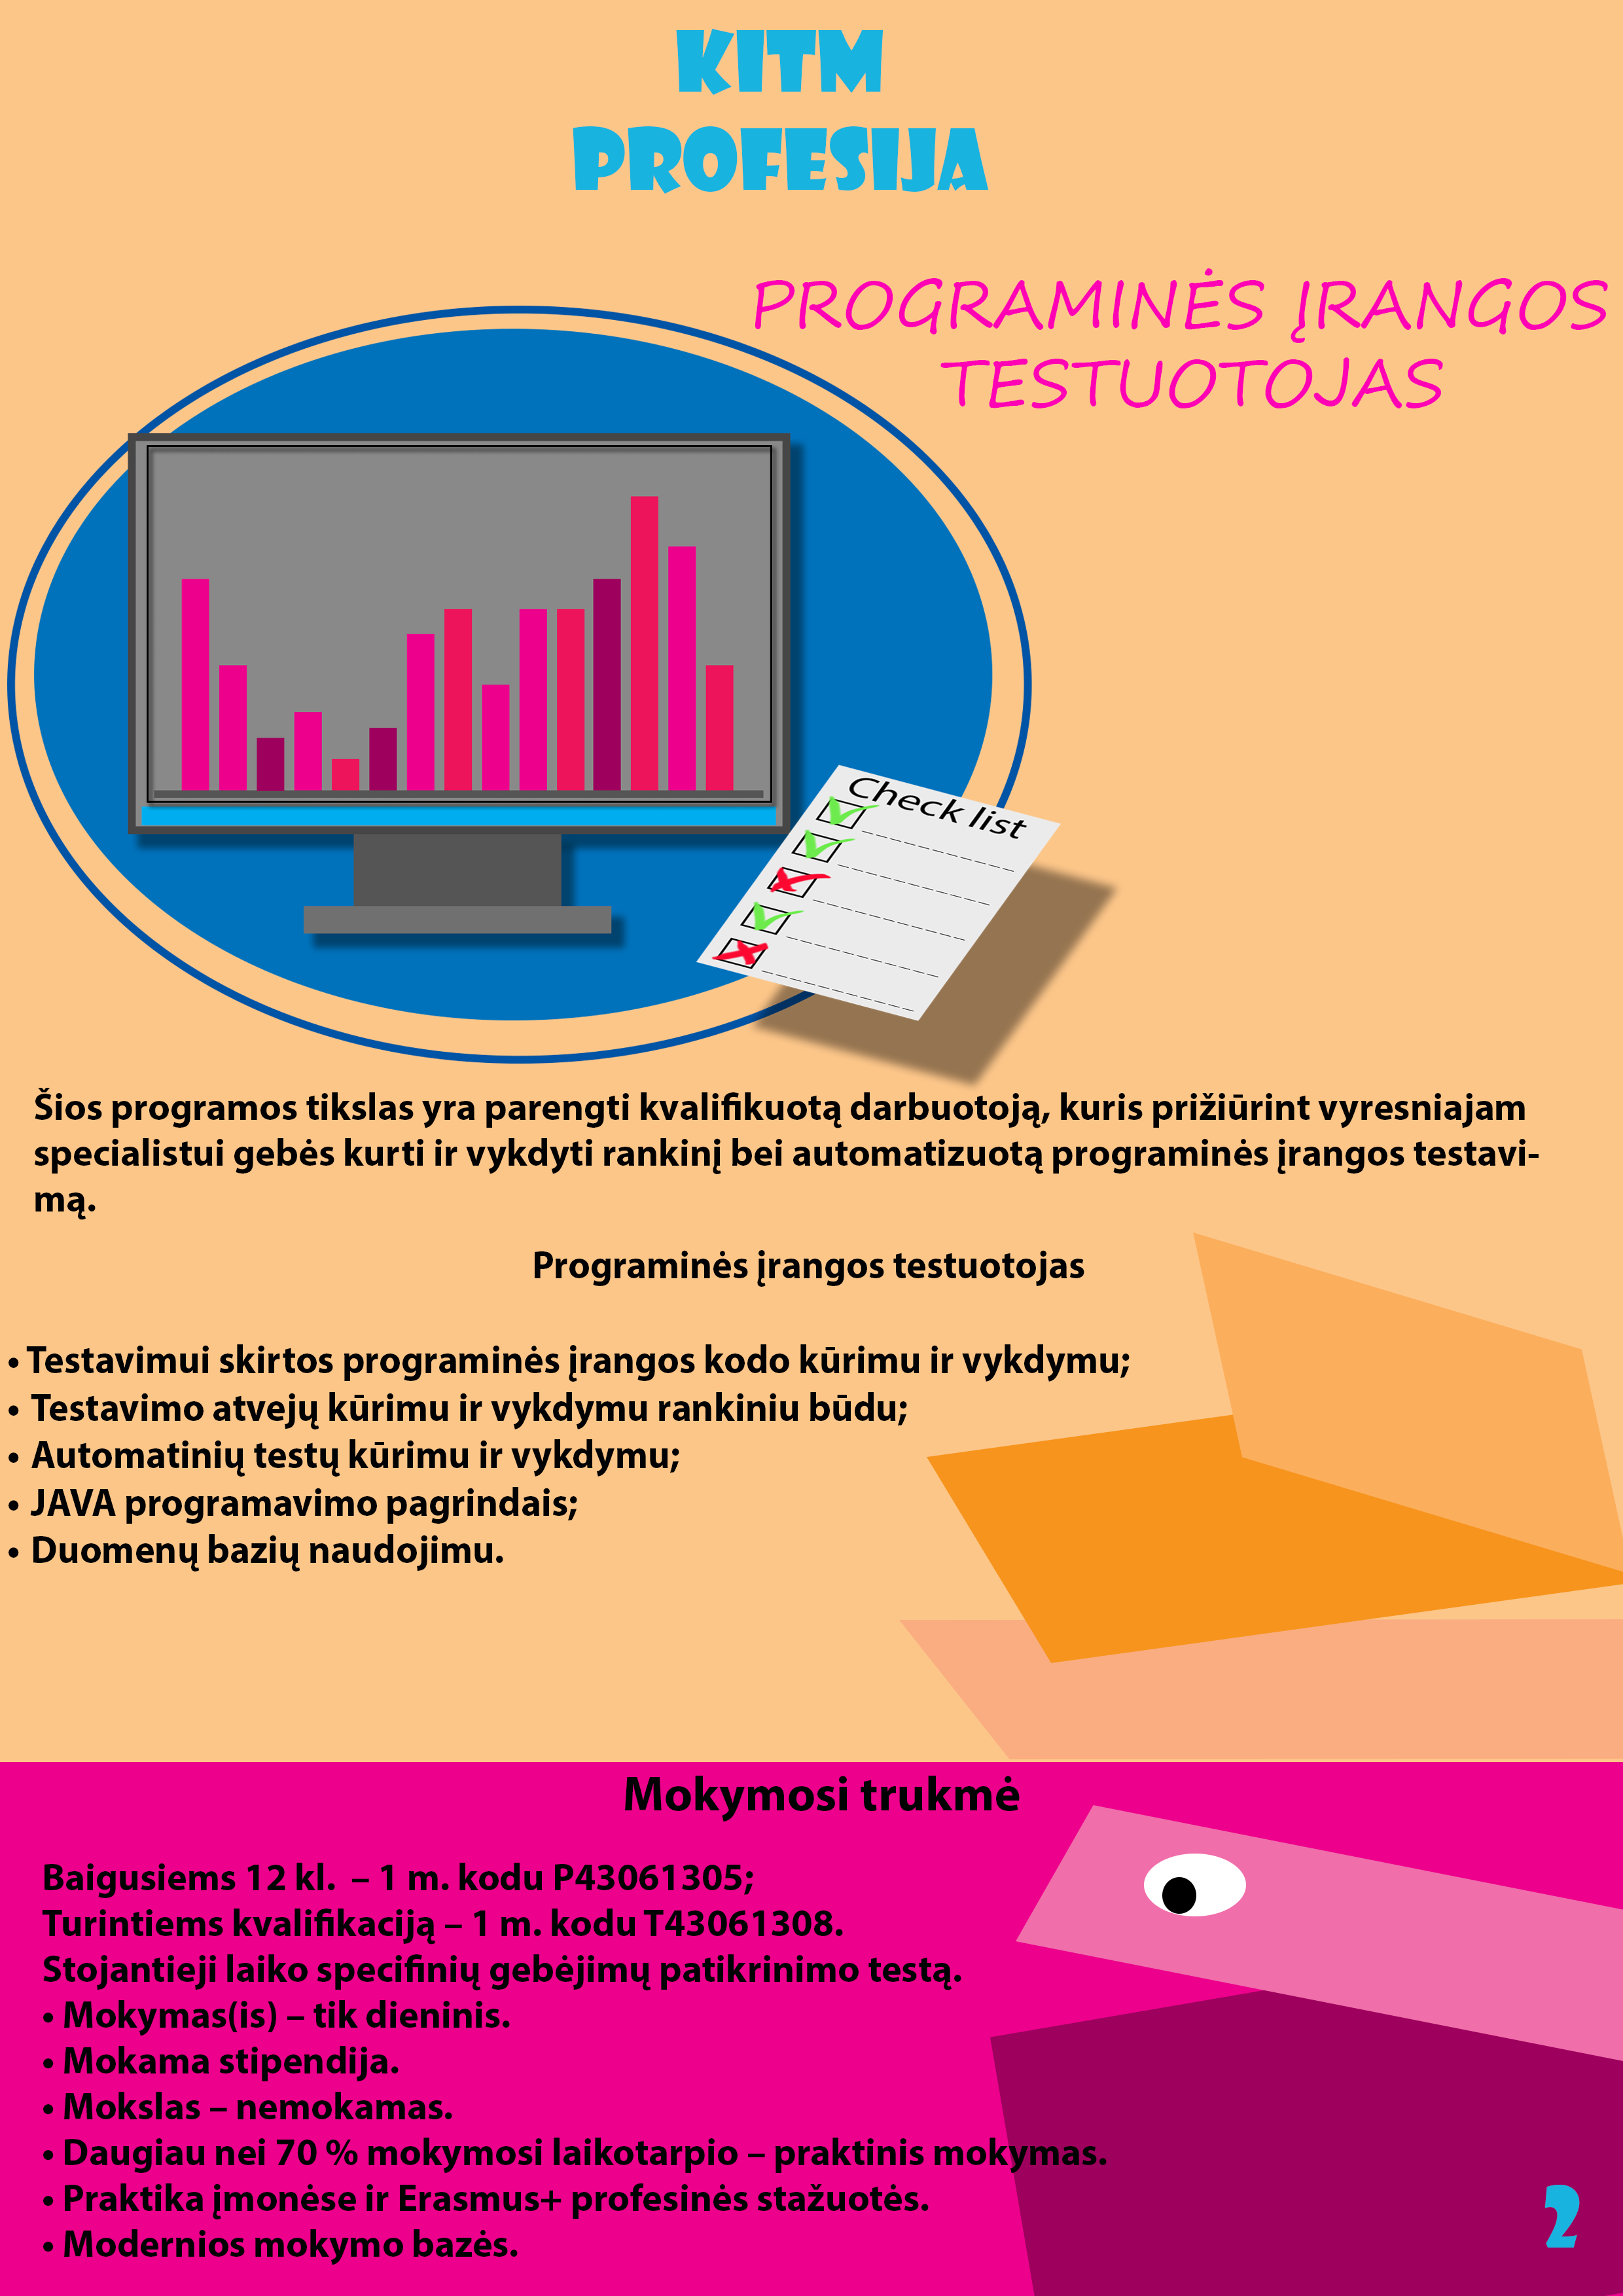 KITM
PROFESIJA
PROGRAMINĖS ĮRANGOS
TESTUOTOJAS
Check list
Šios programos tikslas yra parengti kvalifikuotą darbuotoją, kuris prižiūrint vyresniajam
specialistui gebės kurti ir vykdyti rankinį bei automatizuotą programinės įrangos testavi-
mą.
Programinės įrangos testuotojas
• Testavimui skirtos programinės įrangos kodo kūrimu ir vykdymu;
• Testavimo atvejų kūrimu ir vykdymu rankiniu būdu;
• Automatinių testų kūrimu ir vykdymu;
• JAVA programavimo pagrindais;
• Duomenų bazių naudojimu.
Mokymosi trukmė
Baigusiems 12 kl. – 1 m. kodu P43061305;
Turintiems kvalifikaciją – 1 m. kodu T43061308.
Stojantieji laiko specifinių gebėjimų patikrinimo testą.
• Mokymas(is) – tik dieninis.
• Mokama stipendija.
• Mokslas – nemokamas.
• Daugiau nei 70 % mokymosi laikotarpio – praktinis mokymas.
• Praktika įmonėse ir Erasmus+ profesinės stažuotės.
• Modernios mokymo bazės.
2